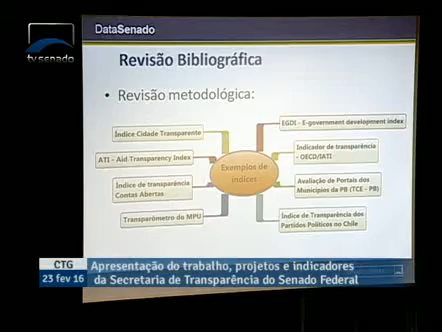 DataSenado
tv senado
Revisão Bibliográfica
• Revisão metodológica:
Índice Cidade Transparente
ATI - Aid Transparency Index
Índice de transparência
Contas Abertas
Transparômetro do MPU
Exemplos de
índices
EGDI - E-government development index
Indicador de transparência
- OECD/IATI
Avaliação de Portais dos
Municípios da PB (TCE - PB)
Índice de Transparência dos
Partidos Políticos no Chile
CTG
23 fev 16
Apresentação do trabalho, projetos e indicadores
da Secretaria de Transparência do Senado Federal